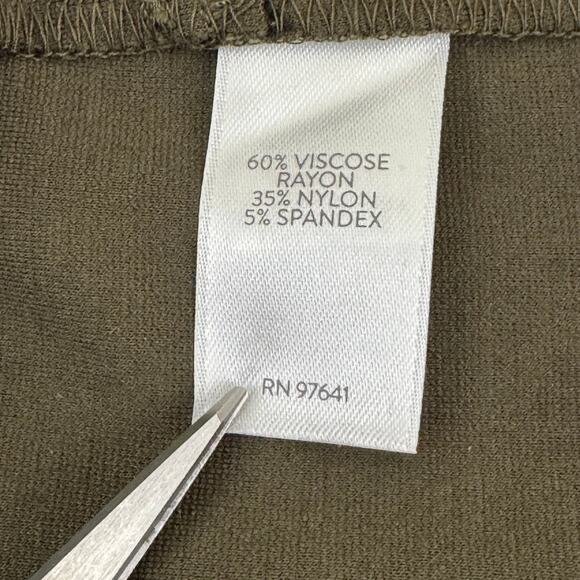 60% VISCOSE
RAYON
35% NYLON
5% SPANDEX
RN 97641